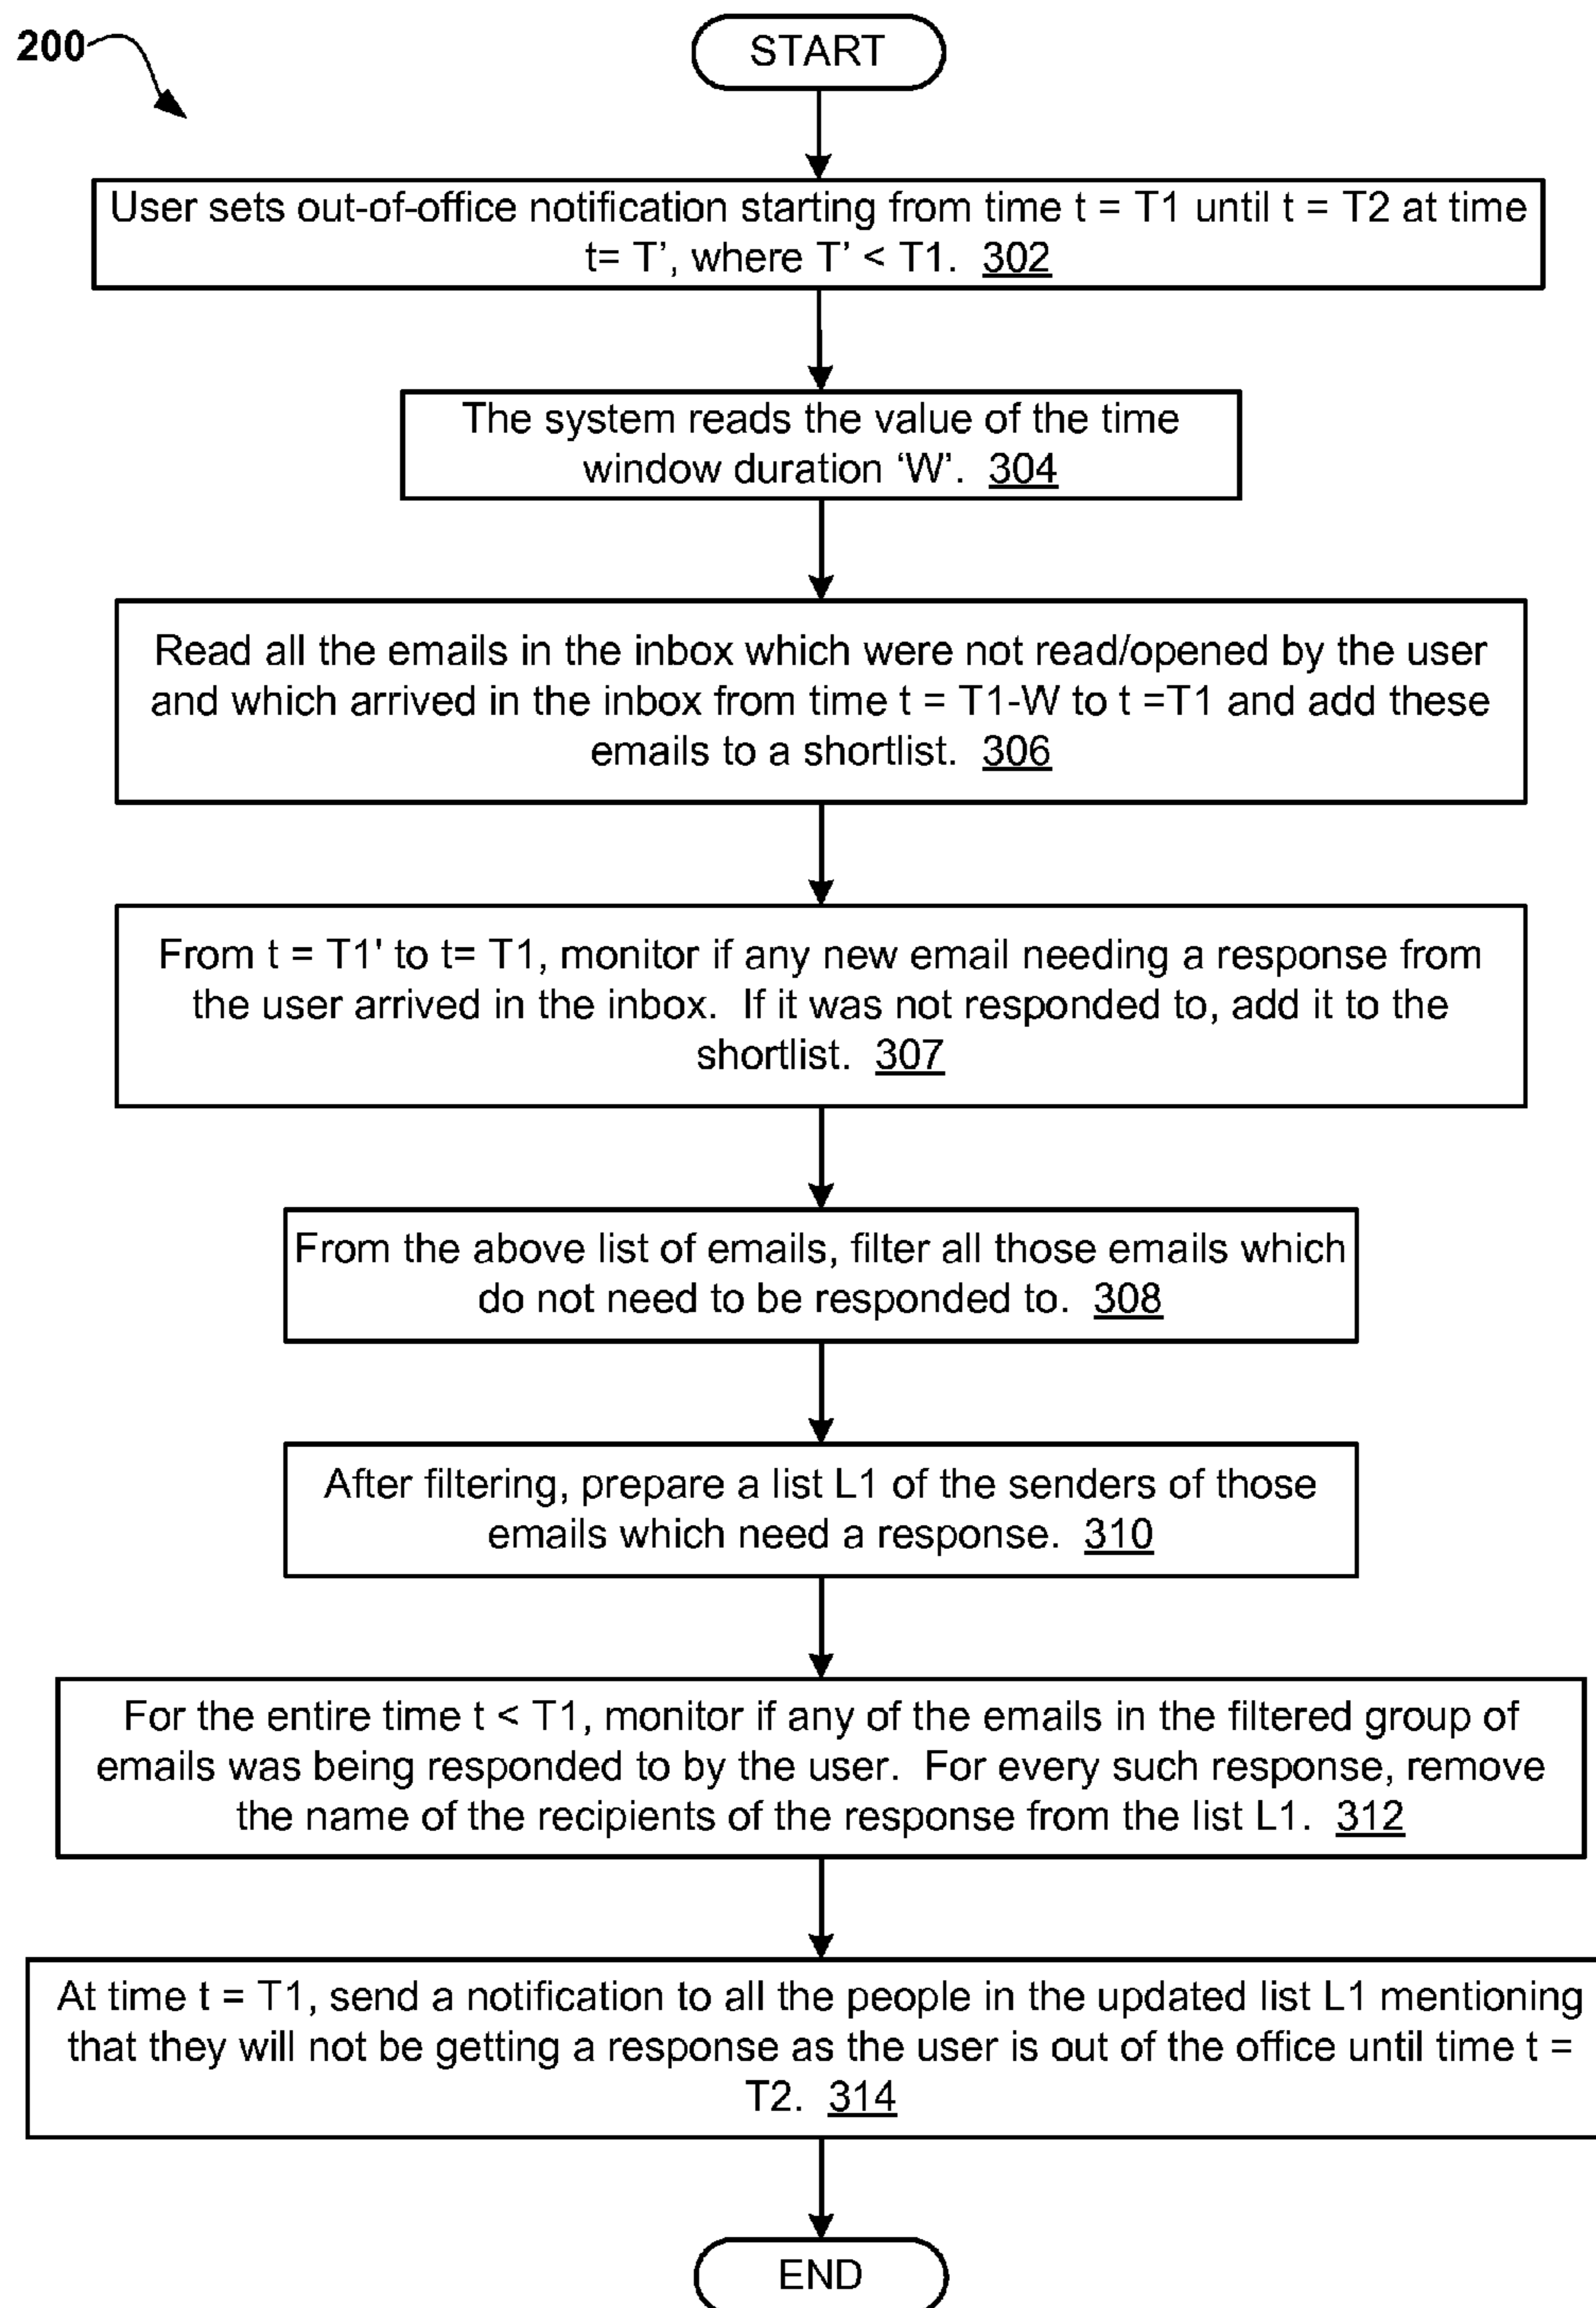 200
START
User sets out-of-office notification starting from time t = T1 until t = T2 at time
t= T’, where T’ < T1. 302
The system reads the value of the time
window duration ‘W’. 304
Read all the emails in the inbox which were not read/opened by the user
and which arrived in the inbox from time t = T1-W to t =T1 and add these
emails to a shortlist. 306
From t = T1' to t= T1, monitor if any new email needing a response from
the user arrived in the inbox. If it was not responded to, add it to the
shortlist. 307
From the above list of emails, filter all those emails which
do not need to be responded to. 308
After filtering, prepare a list L1 of the senders of those
emails which need a response. 310
For the entire time t < T1, monitor if any of the emails in the filtered group of
emails was being responded to by the user. For every such response, remove
the name of the recipients of the response from the list L1. 312
At time t = T1, send a notification to all the people in the updated list L1 mentioning
that they will not be getting a response as the user is out of the office until time t =
T2. 314
END